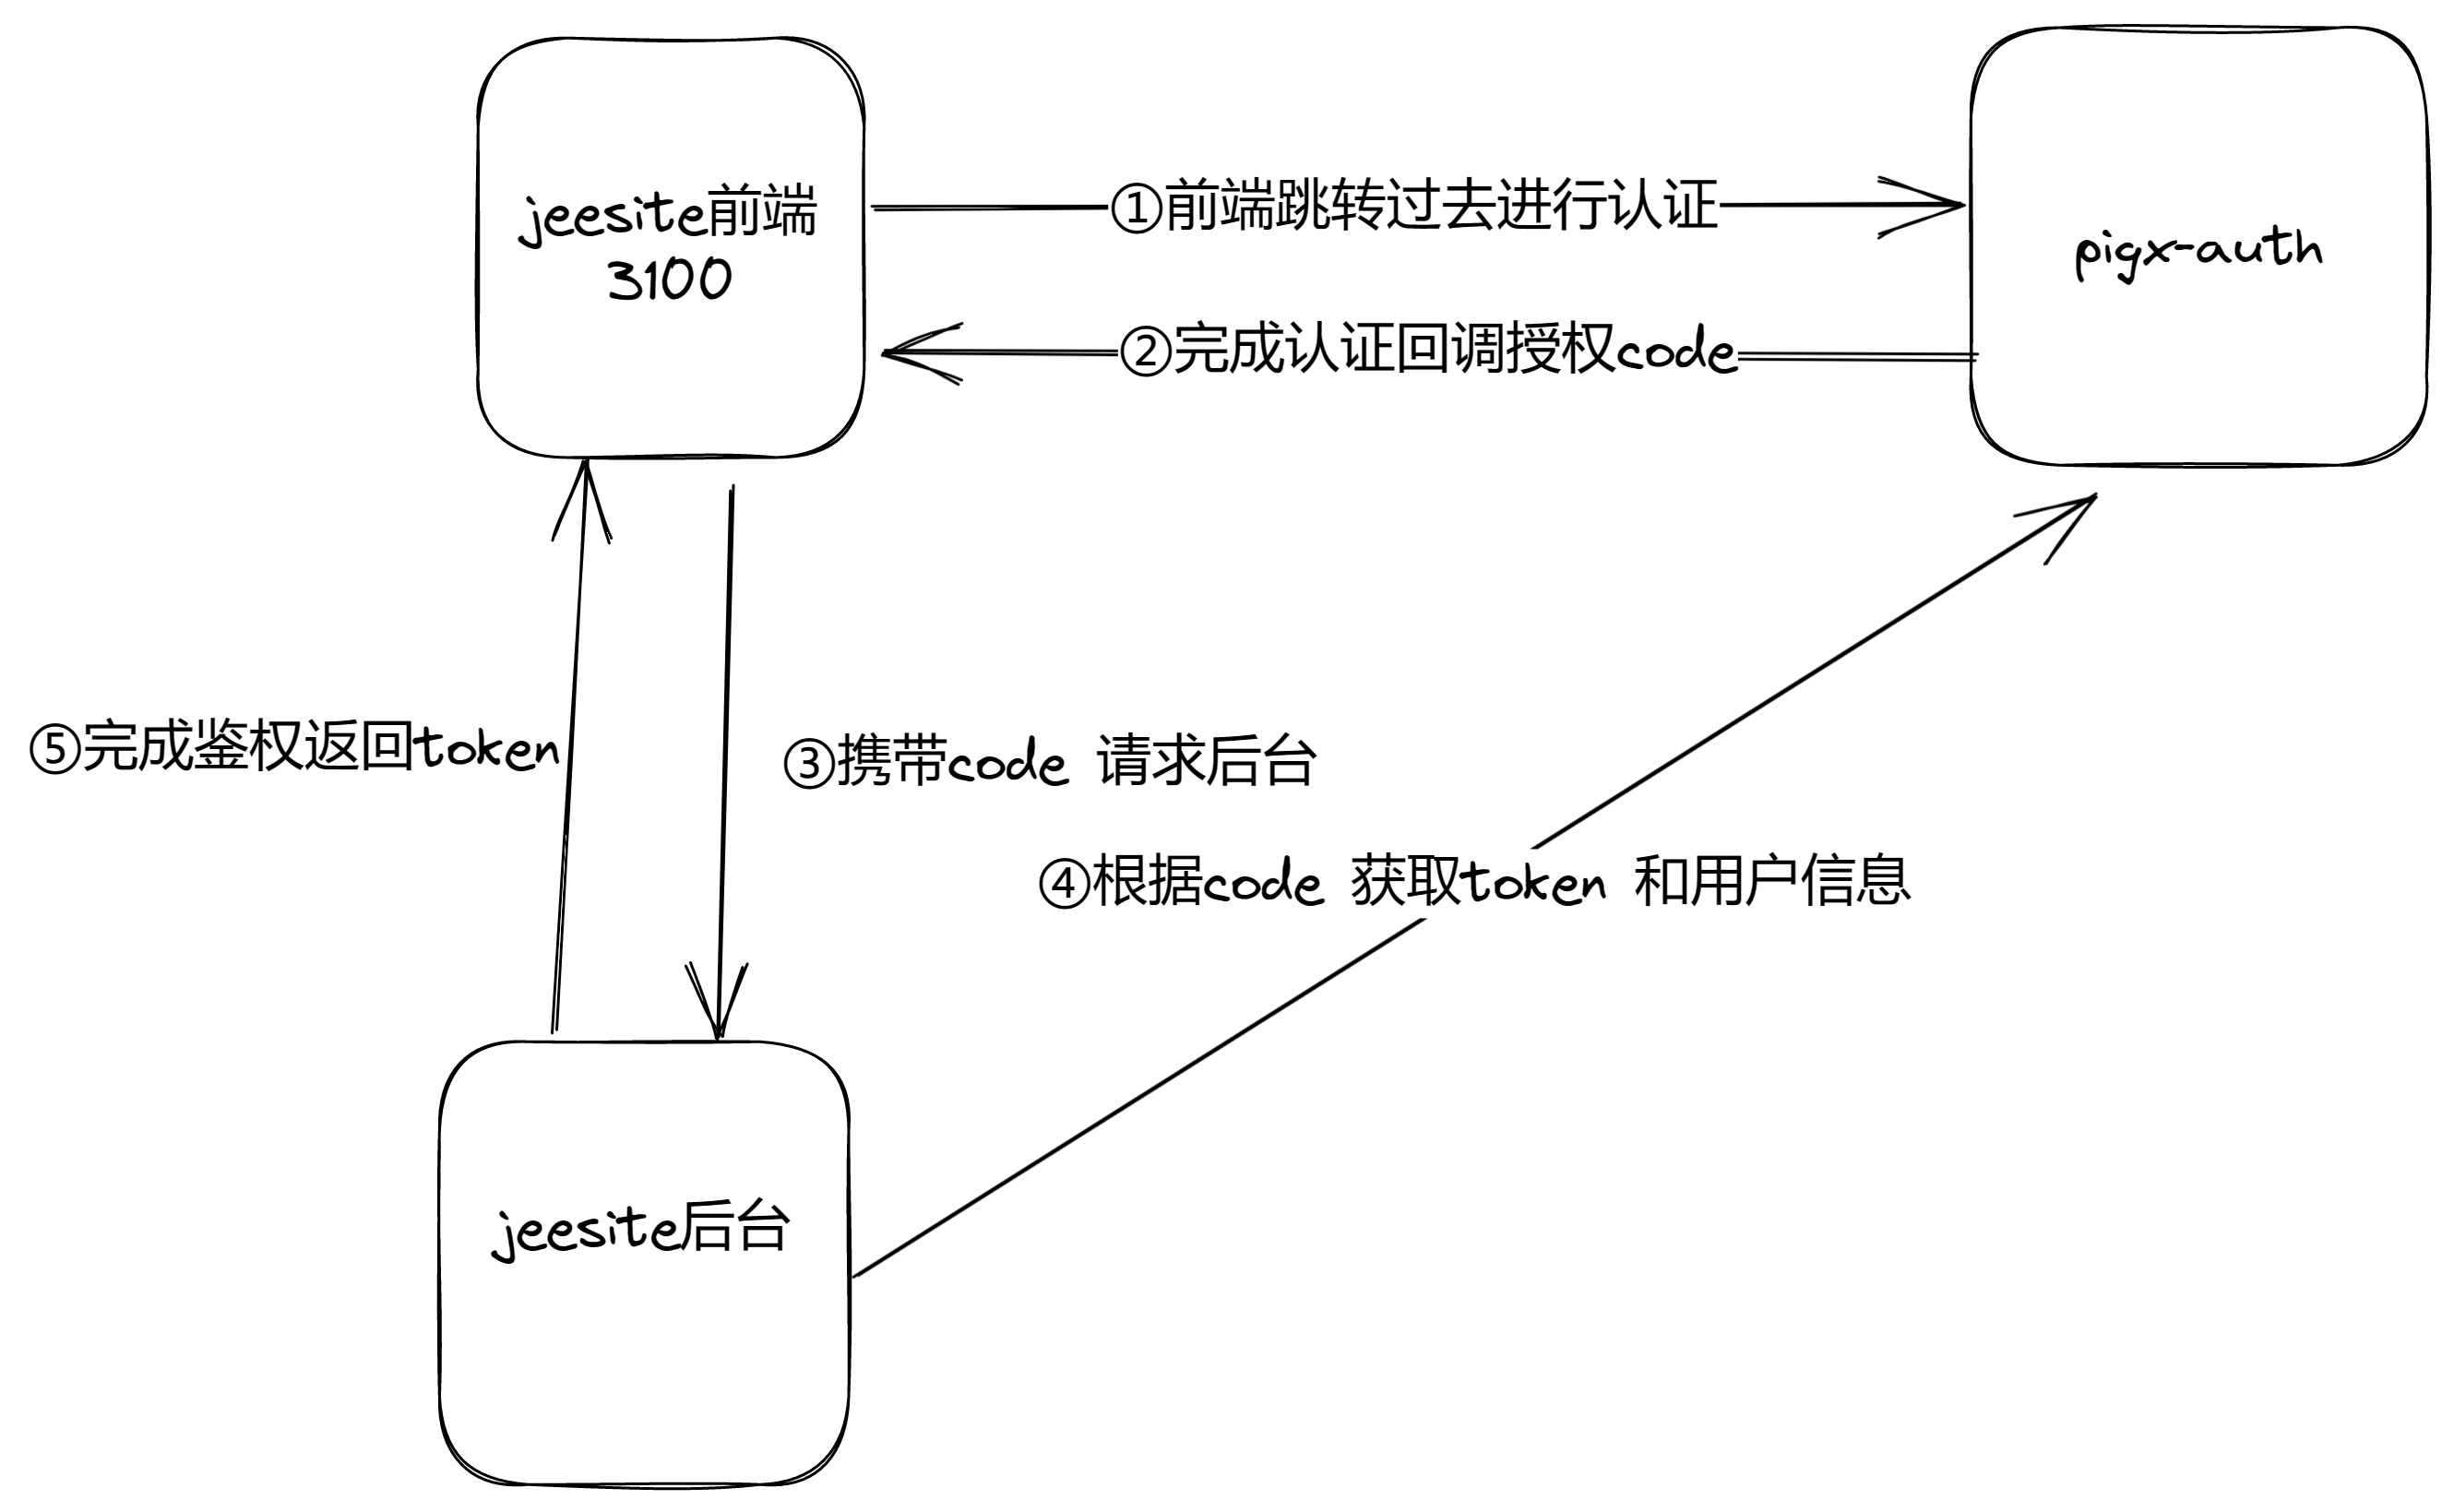 jeesite前端
3100
①前端跳转过去进行认证
pigx-auth
②完成认证回调授权code
⑤完成鉴权返回token
③携带code 请求后台
④根据code 获取token 和用户信息
jeesite后台